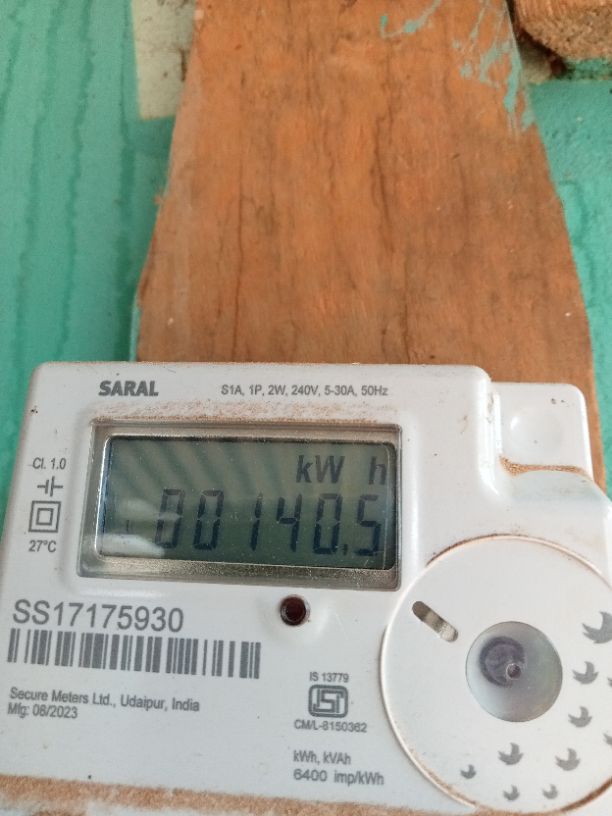 SARAL
S1A, 1P, 2W, 240V, 5-30A, 50Hz
Cl. 1.0
kW h
00140.5
27°C
SS17175930
Secure Meters Ltd., Udaipur, India
Mfg: 08/2023
IS 13779
ISI
CM/L-8150362
kWh, kVAh
6400 imp/kWh